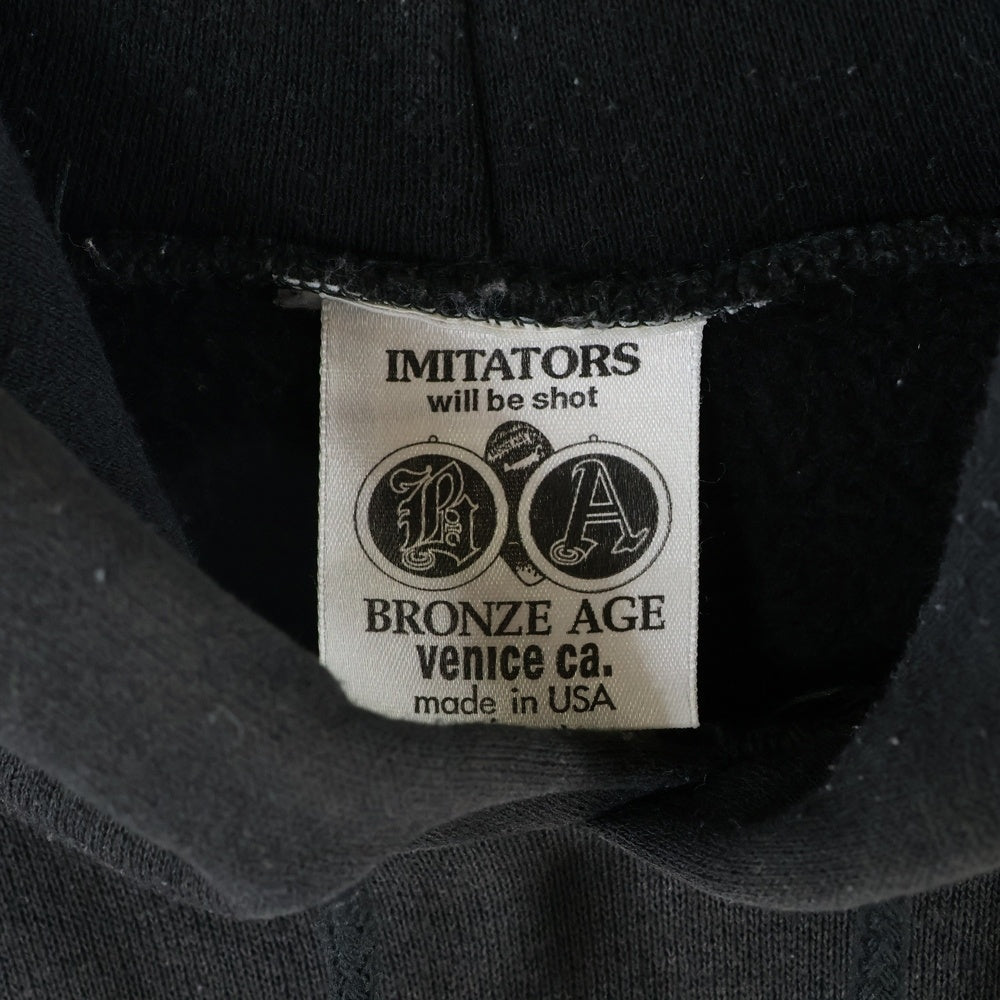 IMITATORS
will be shot
B A
BRONZE AGE
venice ca.
made in USA